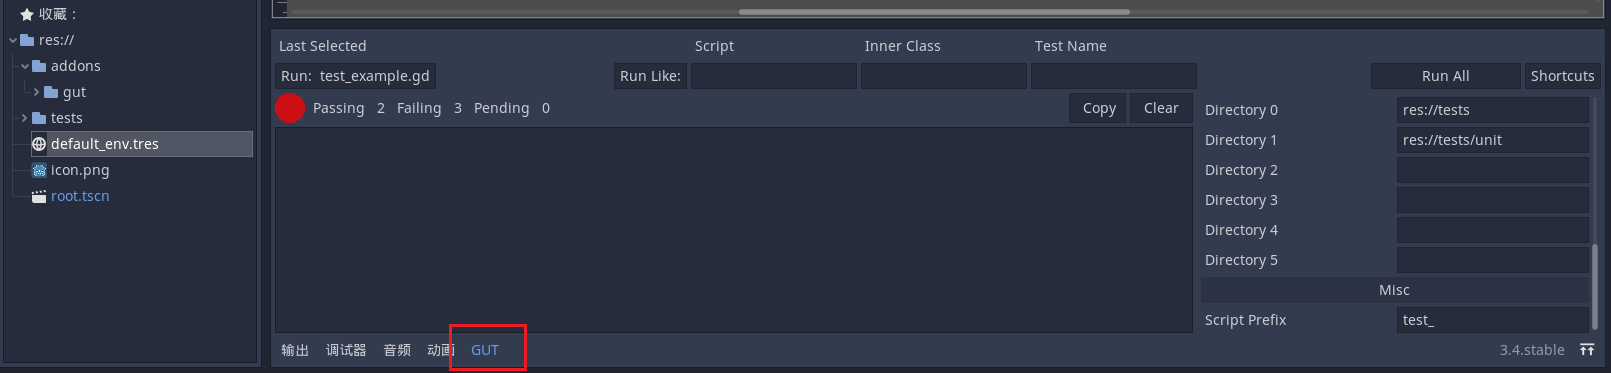 收藏：
res://
addons
gut
tests
default_env.tres
icon.png
root.tscn
Last Selected Script Inner Class Test Name
Run: test_example.gd Run Like: Run All Shortcuts
Passing 2 Failing 3 Pending 0 Copy Clear
Directory 0 res://tests
Directory 1 res://tests/unit
Directory 2
Directory 3
Directory 4
Directory 5
Misc
Script Prefix test_
输出 调试器 音频 动画 GUT 3.4.stable